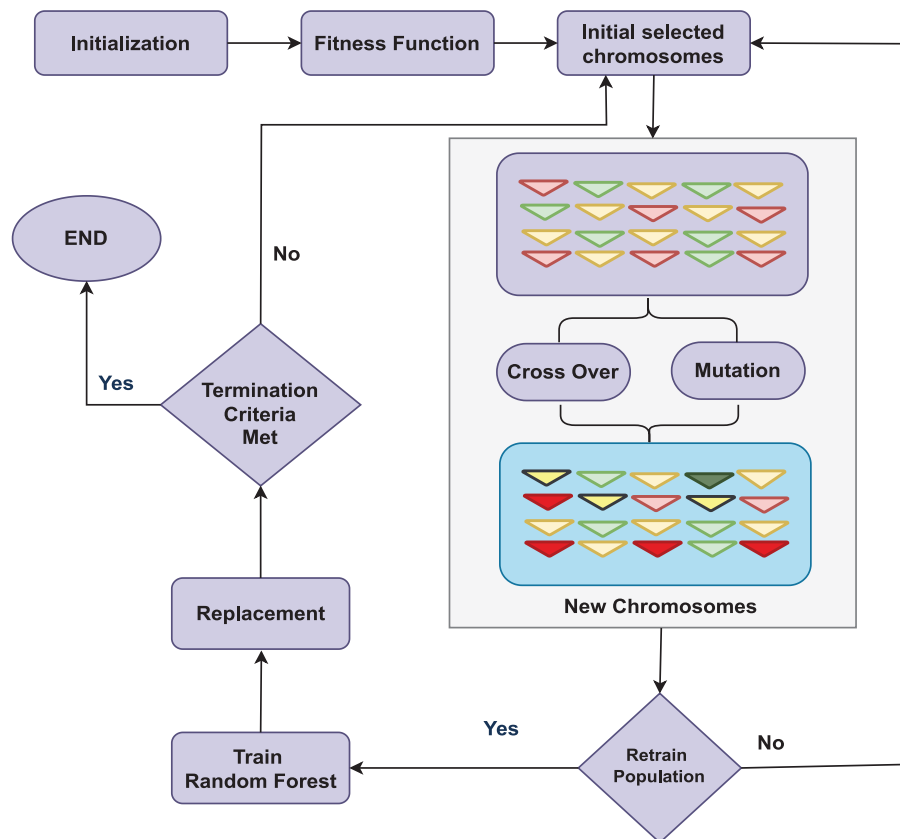 Initialization
Fitness Function
Initial selected
chromosomes
END
No
Yes
Termination
Criteria
Met
Cross Over
Mutation
New Chromosomes
Replacement
Train
Random Forest
Yes
Retrain
Population
No